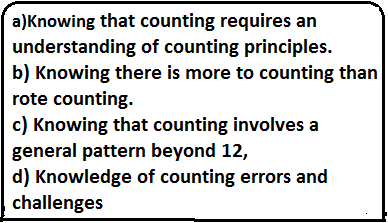 a)Knowing that counting requires an
understanding of counting principles.
b) Knowing there is more to counting than
rote counting.
c) Knowing that counting involves a
general pattern beyond 12,
d) Knowledge of counting errors and
challenges